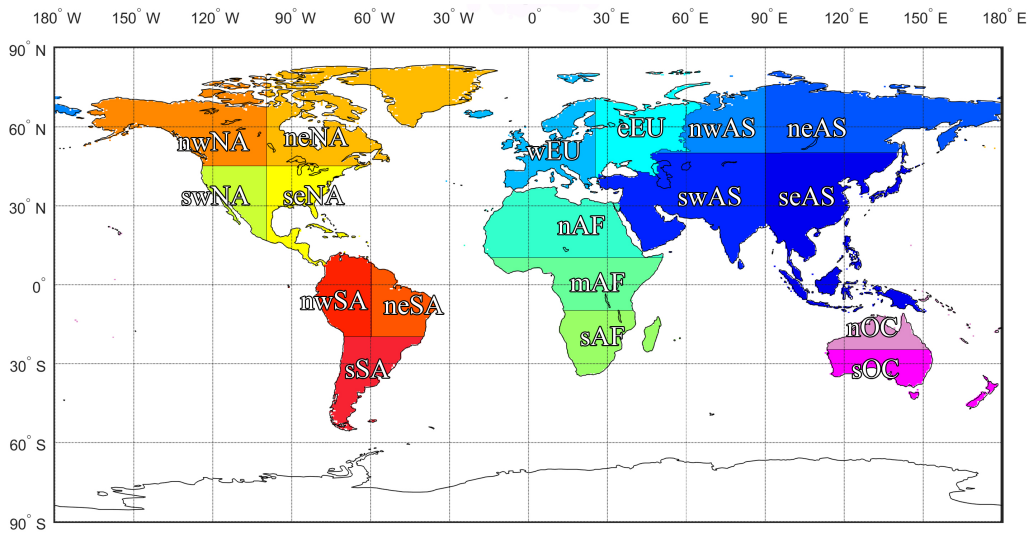 180° W 150° W 120° W 90° W 60° W 30° W 0° 30° E 60° E 90° E 120° E 150° E 180° E
90° N
60° N
30° N
0°
30° S
60° S
90° S
nwNA neNA wEU eEU nwAS neAS
swNA seNA nAF swAS seAS
nwSA neSA mAF
sSA sAF nOC
sOC